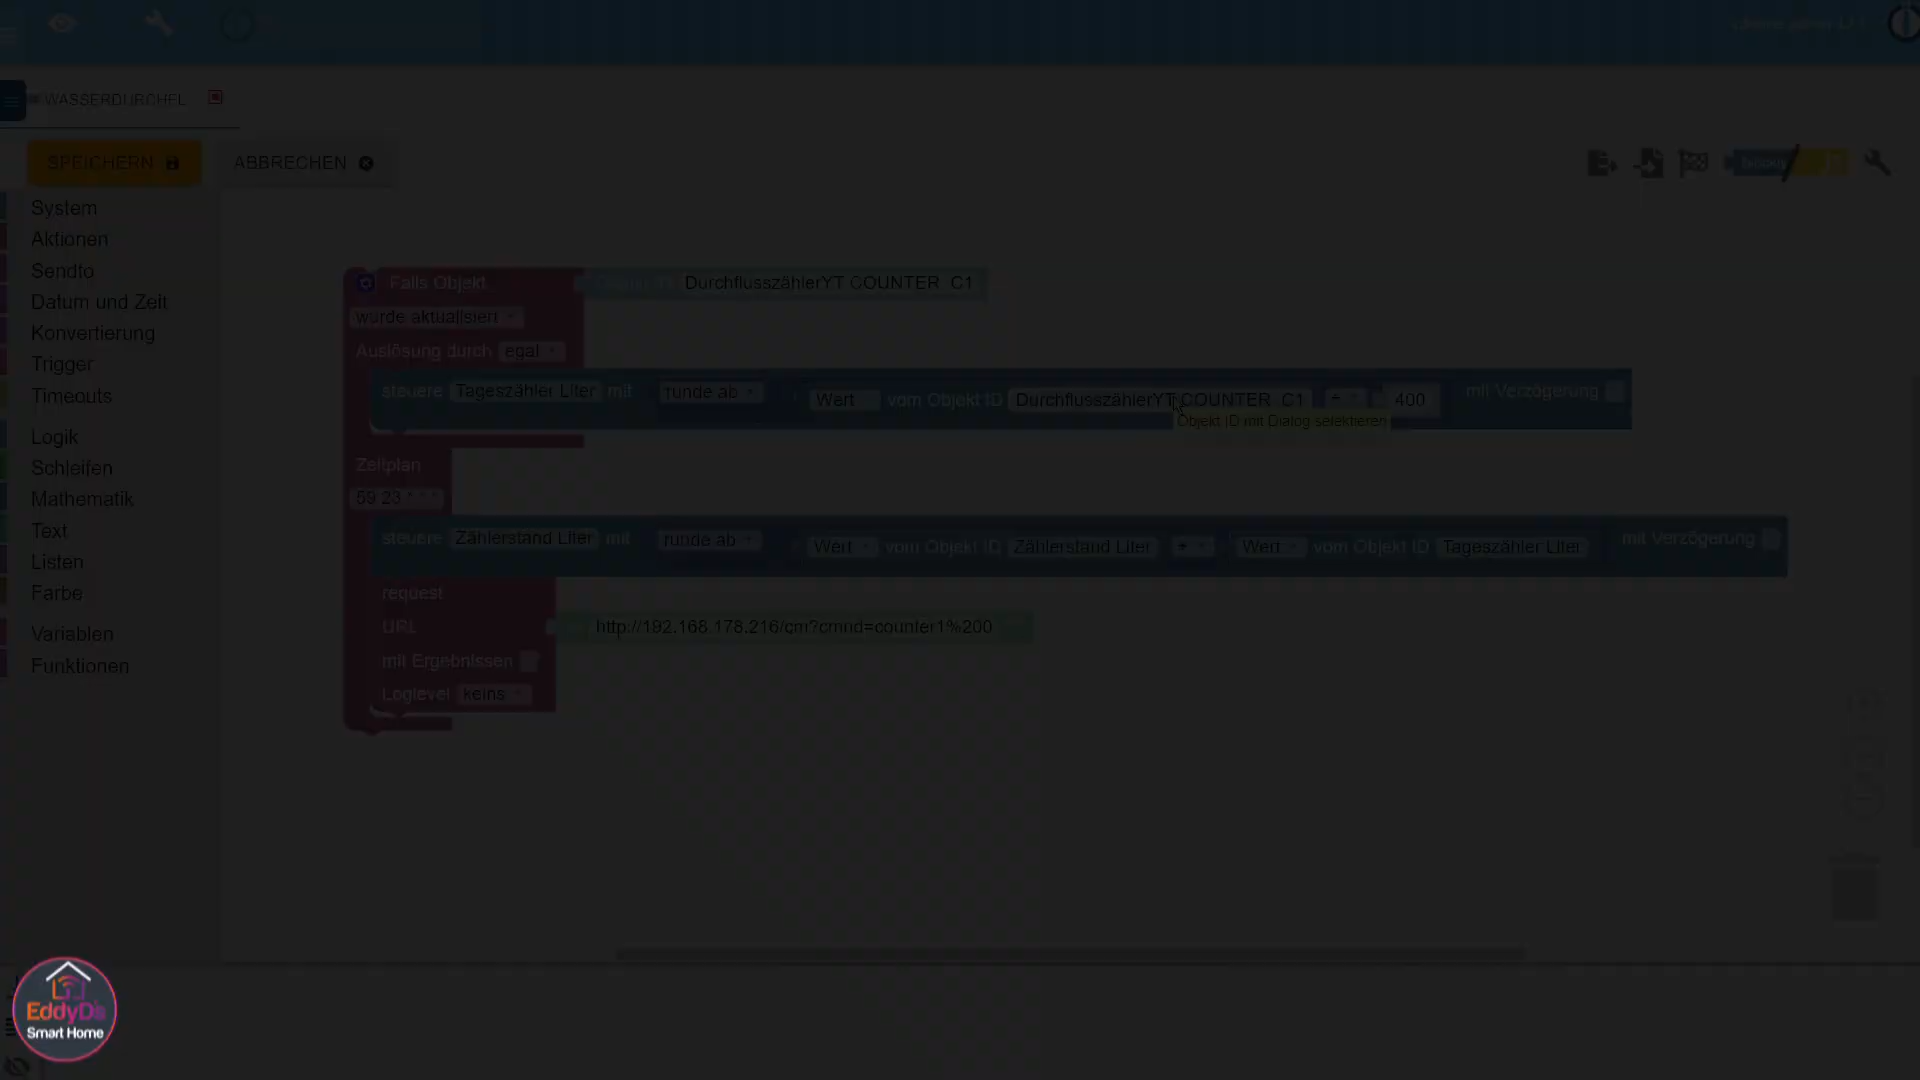 WASSERDURCHFL
SPEICHERN
ABBRECHEN
blockly
System
Aktionen
Sendto
Datum und Zeit
Konvertierung
Trigger
Timeouts
Logik
Schleifen
Mathematik
Text
Listen
Farbe
Variablen
Funktionen
Falls Objekt
DurchflusszählerYT COUNTER C1
wurde aktualisiert
Auslösung durch egal
steuere Tageszähler Liter mit runde ab Wert vom Objekt ID DurchflusszählerYT COUNTER C1 ÷ 400 mit Verzögerung
Objekt ID mit Dialog selektieren
Zeitplan
59 23 * * *
steuere Zählerstand Liter mit runde ab Wert vom Objekt ID Zählerstand Liter + Wert vom Objekt ID Tageszähler Liter mit Verzögerung
request
URL http://192.168.178.216/cm?cmnd=counter1%200
mit Ergebnissen
Loglevel keins
EddyD's
Smart Home